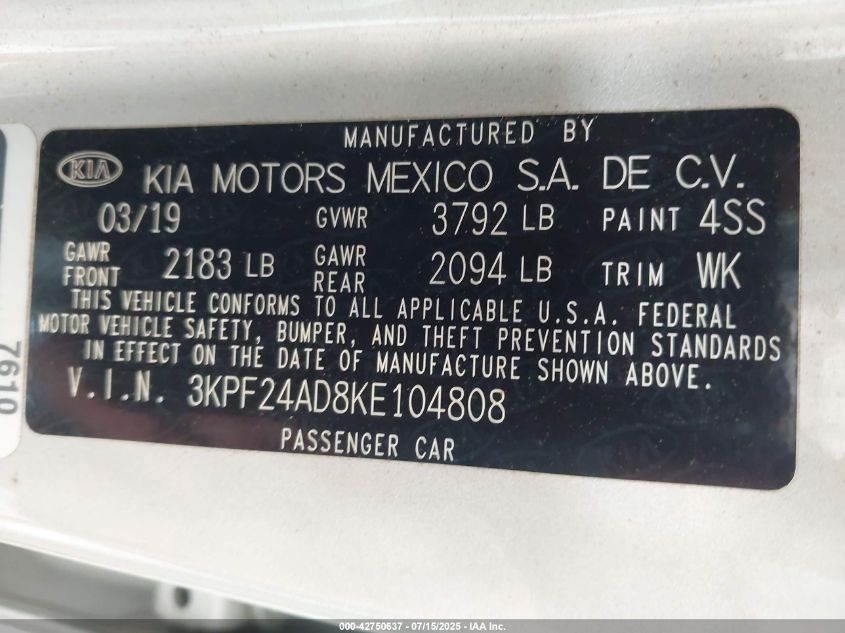 MANUFACTURED BY
KIA KIA MOTORS MEXICO S.A. DE C.V.
03/19 GVWR 3792 LB PAINT 4SS
GAWR FRONT 2183 LB GAWR REAR 2094 LB TRIM WK
THIS VEHICLE CONFORMS TO ALL APPLICABLE U.S.A. FEDERAL
MOTOR VEHICLE SAFETY, BUMPER, AND THEFT PREVENTION STANDARDS
IN EFFECT ON THE DATE OF MANUFACTURE SHOWN ABOVE.
V.I.N. 3KPF24AD8KE104808
PASSENGER CAR
7610
000-42750637 - 07/15/2025 - IAA Inc.